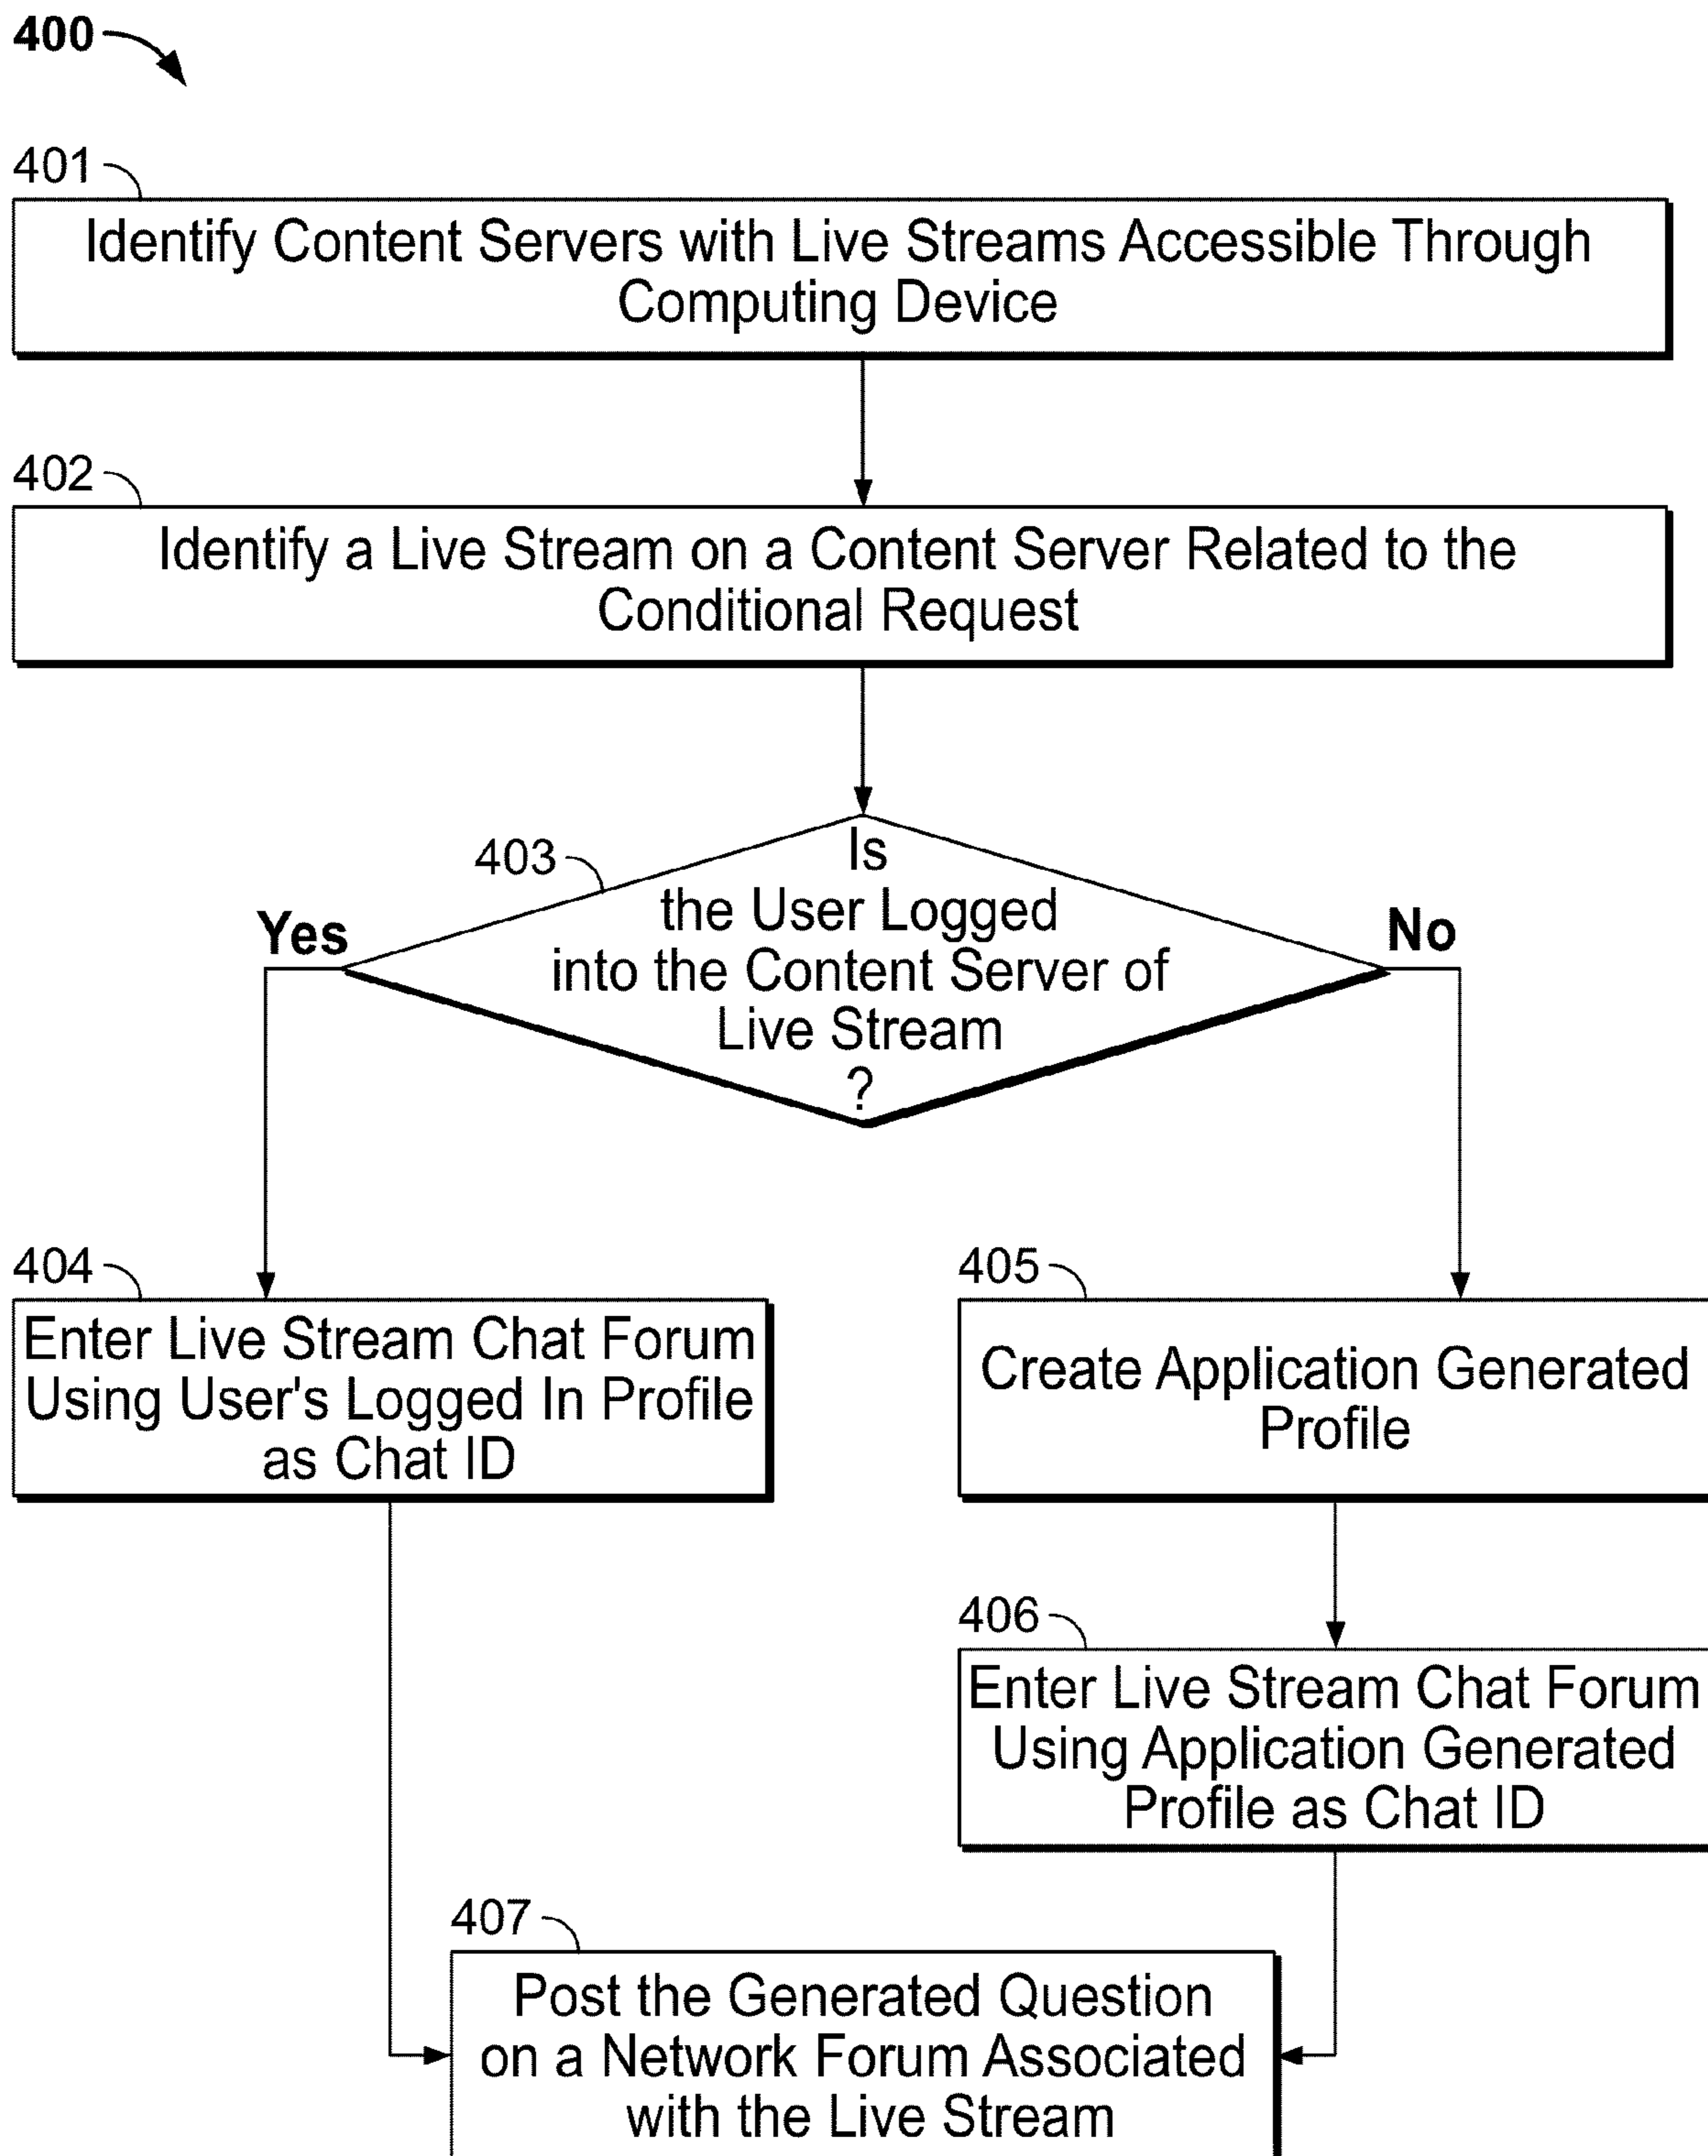 400
401
Identify Content Servers with Live Streams Accessible Through
Computing Device
402
Identify a Live Stream on a Content Server Related to the
Conditional Request
403
Is
the User Logged
into the Content Server of
Live Stream
?
Yes
No
404
Enter Live Stream Chat Forum
Using User's Logged In Profile
as Chat ID
405
Create Application Generated
Profile
406
Enter Live Stream Chat Forum
Using Application Generated
Profile as Chat ID
407
Post the Generated Question
on a Network Forum Associated
with the Live Stream